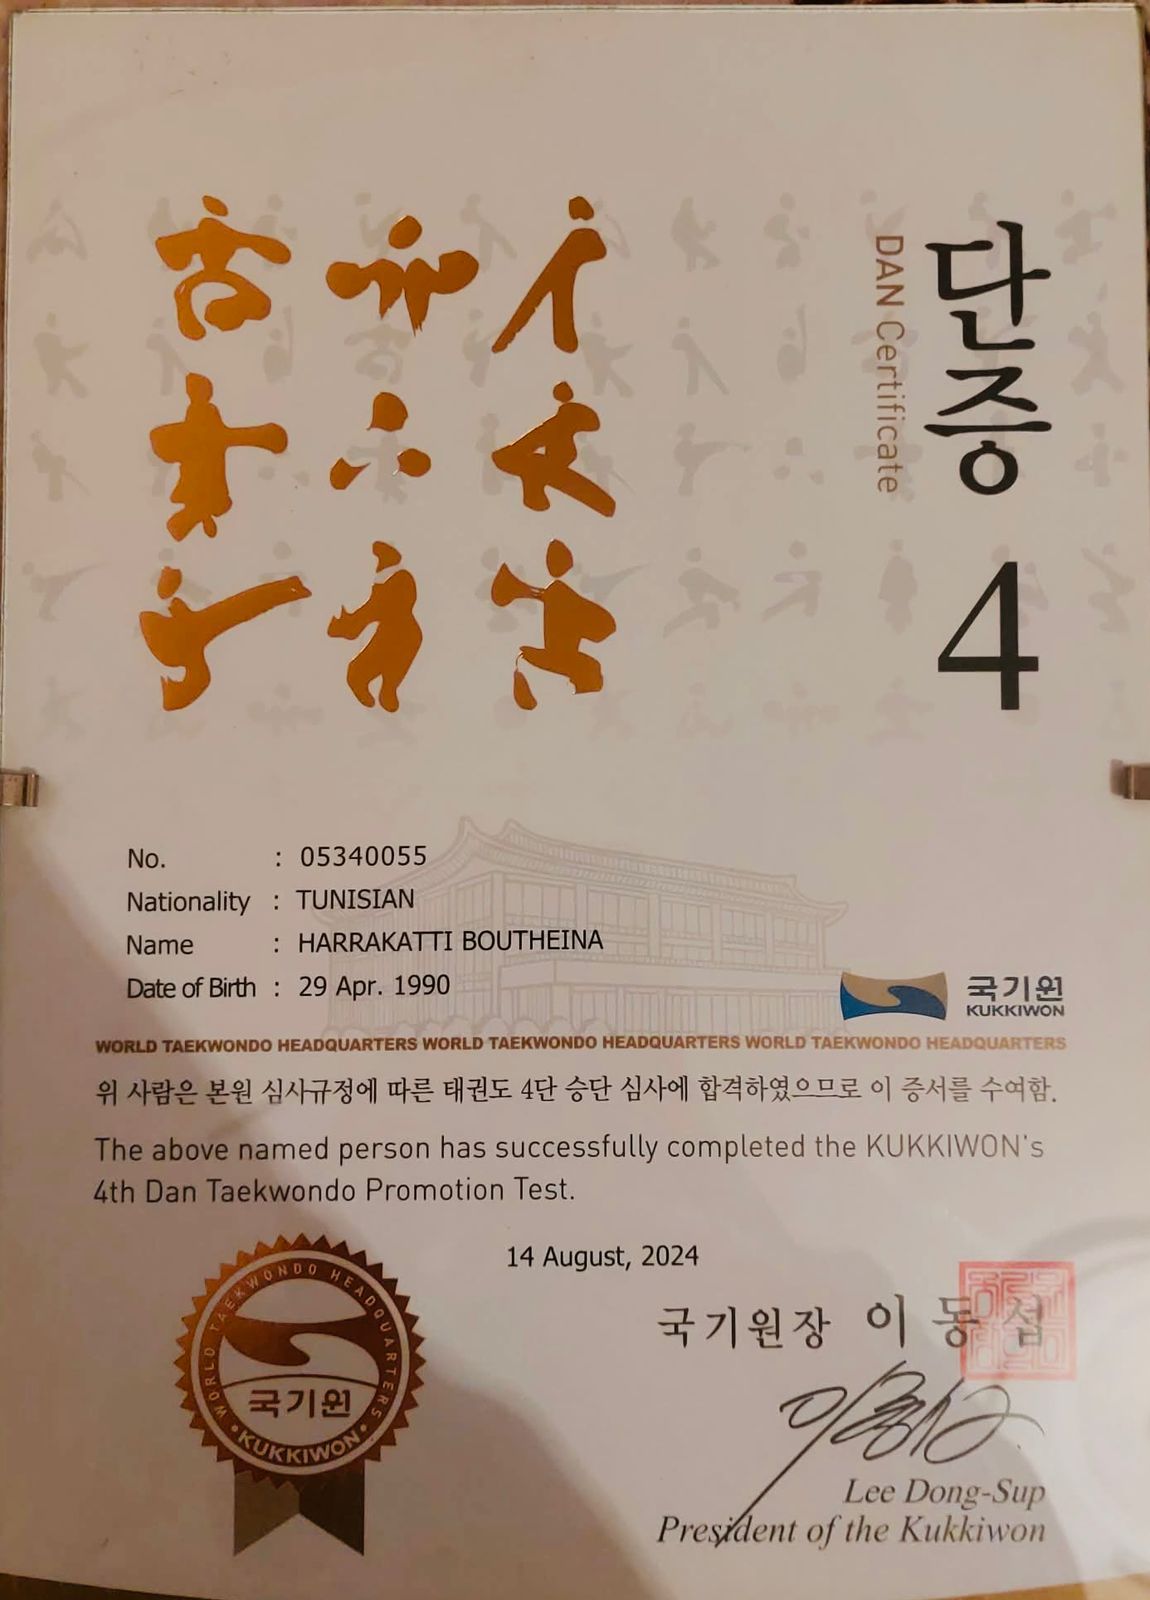 단증 4
DAN Certificate
No. : 05340055
Nationality : TUNISIAN
Name : HARRAKATTI BOUTHEINA
Date of Birth : 29 Apr. 1990
국기원
KUKKIWON
WORLD TAEKWONDO HEADQUARTERS WORLD TAEKWONDO HEADQUARTERS WORLD TAEKWONDO HEADQUARTERS
위 사람은 본원 심사규정에 따른 태권도 4단 승단 심사에 합격하였으므로 이 증서를 수여함.
The above named person has successfully completed the KUKKIWON's
4th Dan Taekwondo Promotion Test.
14 August, 2024
WORLD TAEKWONDO HEADQUARTERS
국기원
KUKKIWON
국기원장 이동섭
Lee Dong-Sup
President of the Kukkiwon